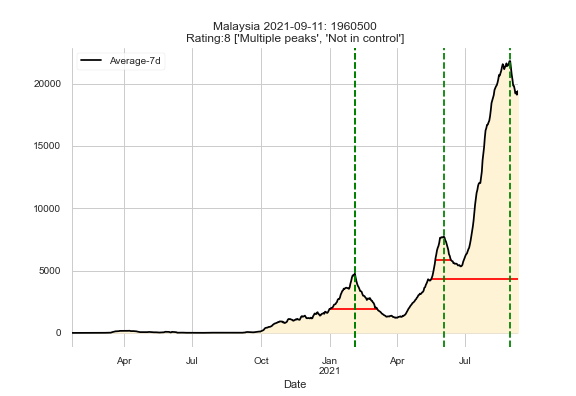 Malaysia 2021-09-11: 1960500
Rating:8 ['Multiple peaks', 'Not in control']
Average-7d
20000
15000
10000
5000
0
Apr Jul Oct Jan Apr Jul
2021
Date